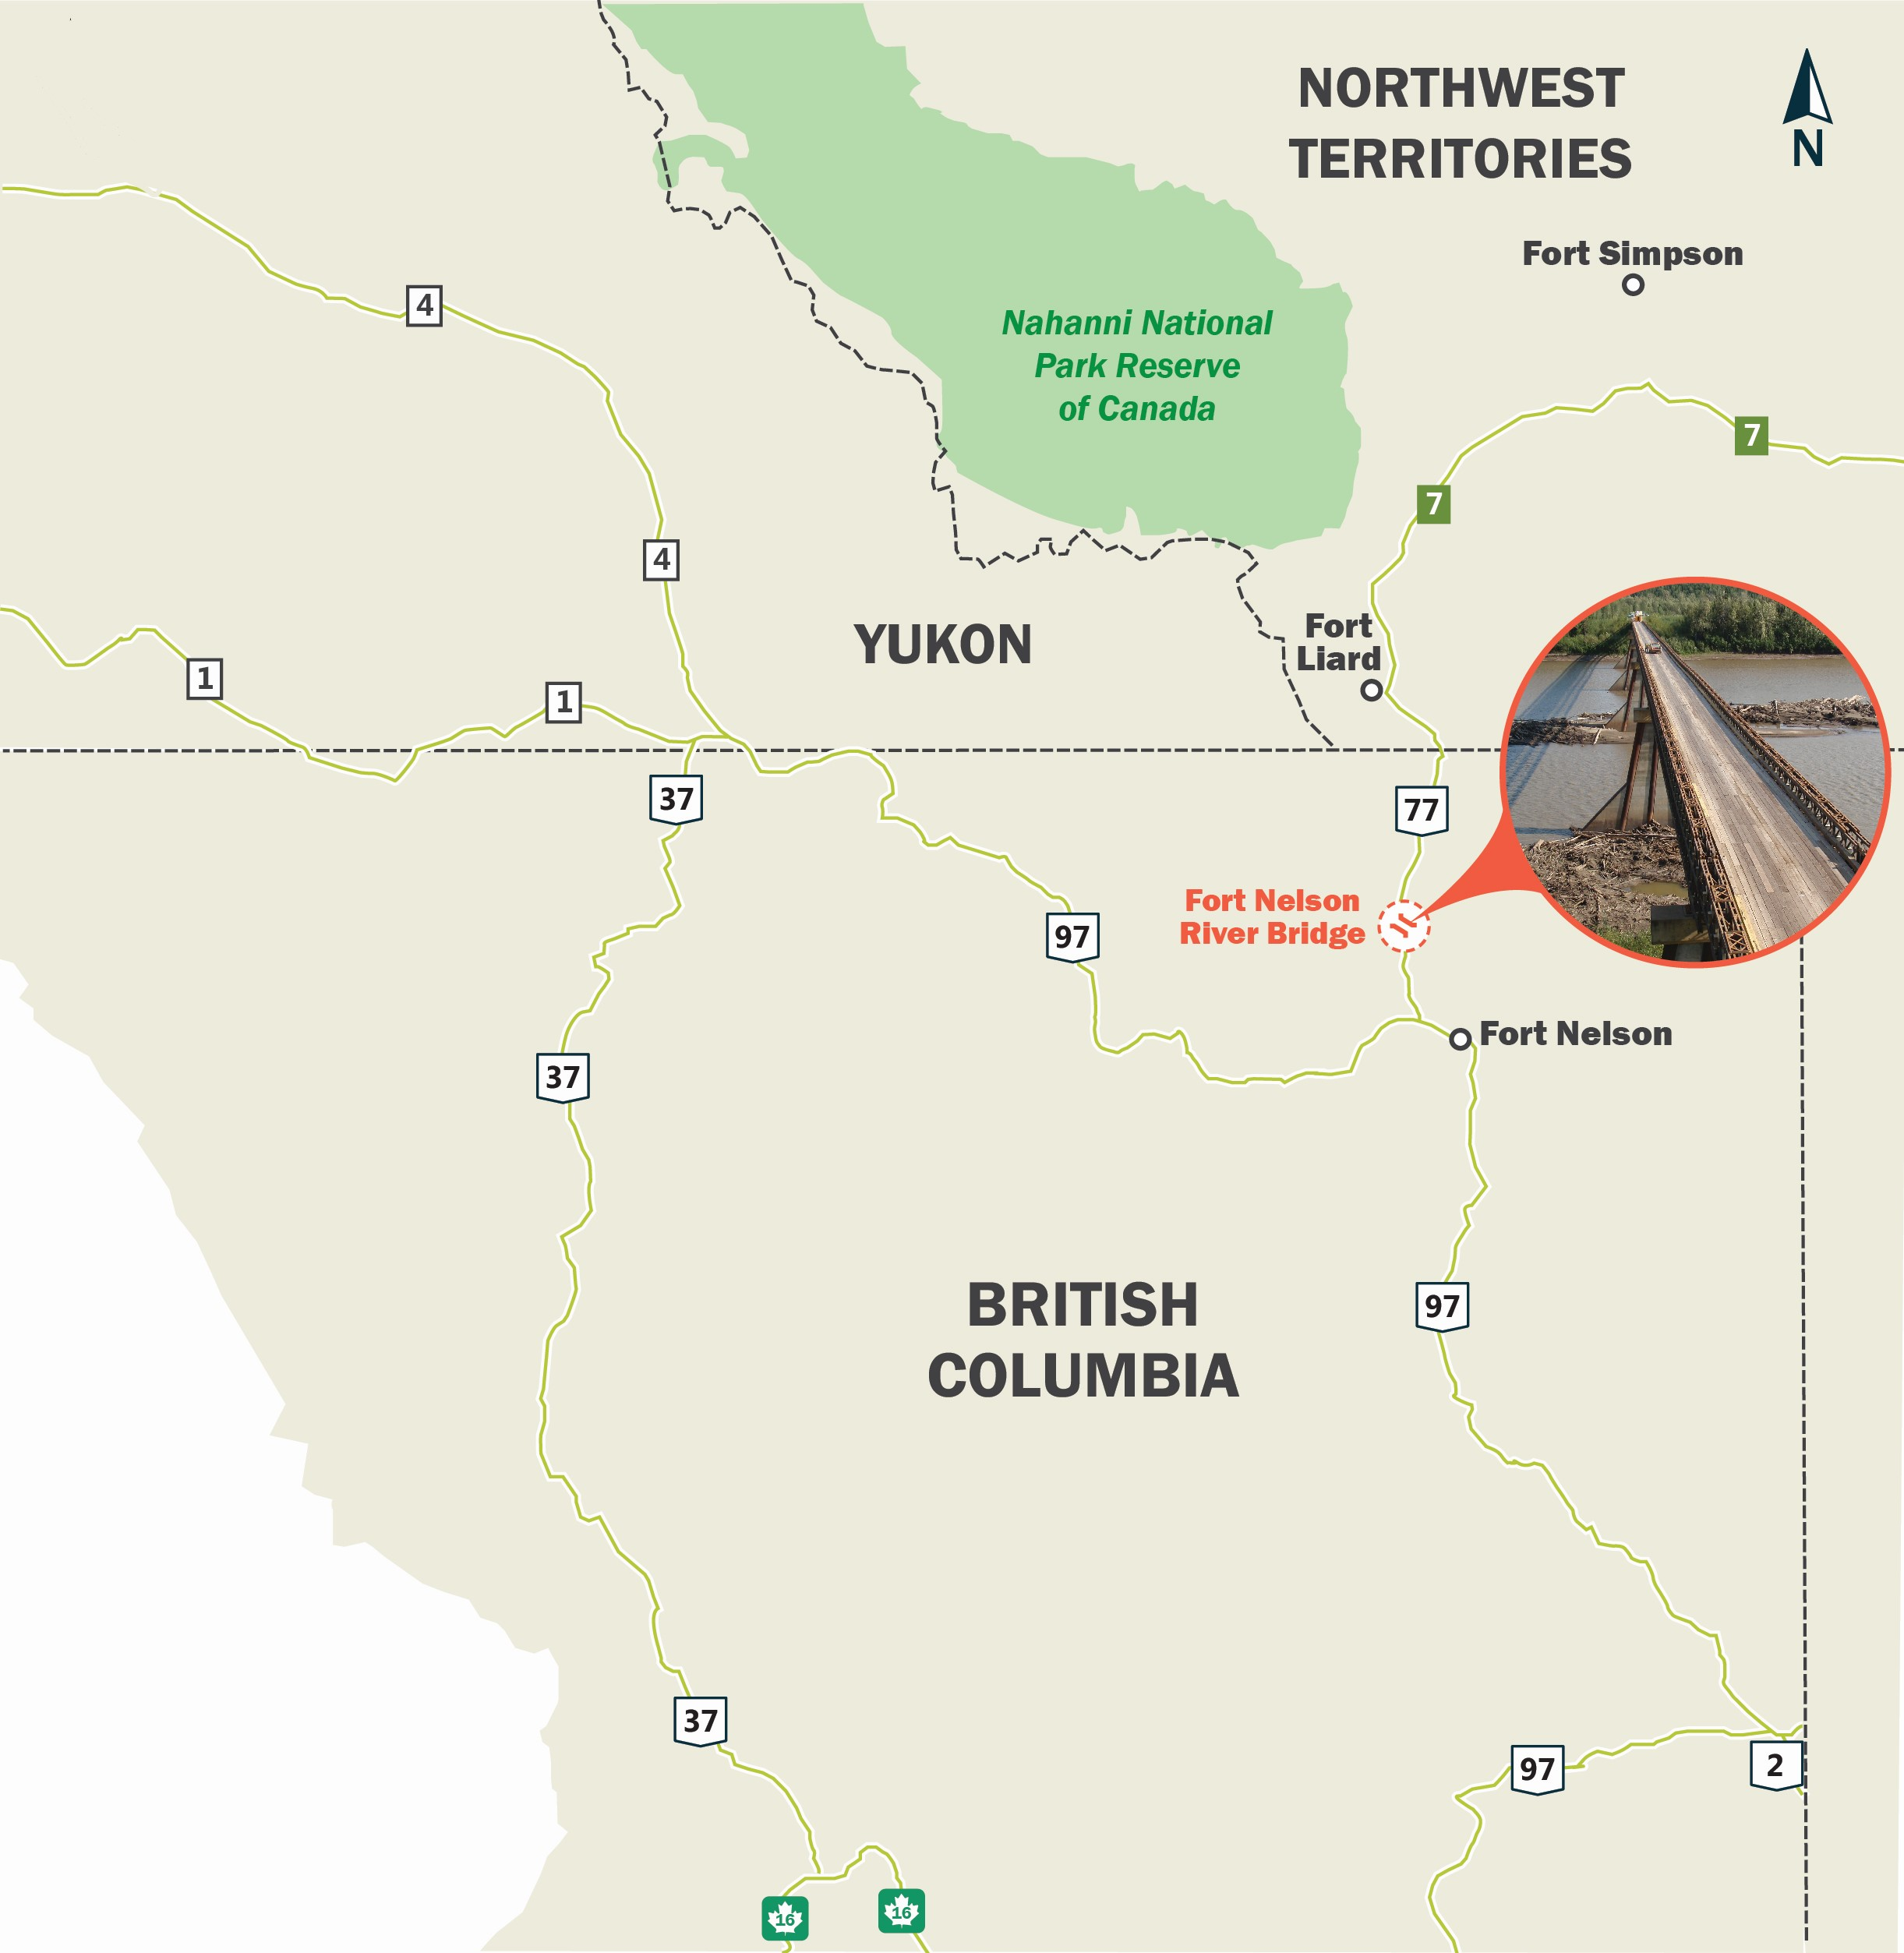 NORTHWEST
TERRITORIES
N
Fort Simpson
4
Nahanni National
Park Reserve
of Canada
7
7
4
Fort
Liard
YUKON
1
1
37
77
Fort Nelson
River Bridge
97
Fort Nelson
37
BRITISH
COLUMBIA
97
37
97
2
16
16